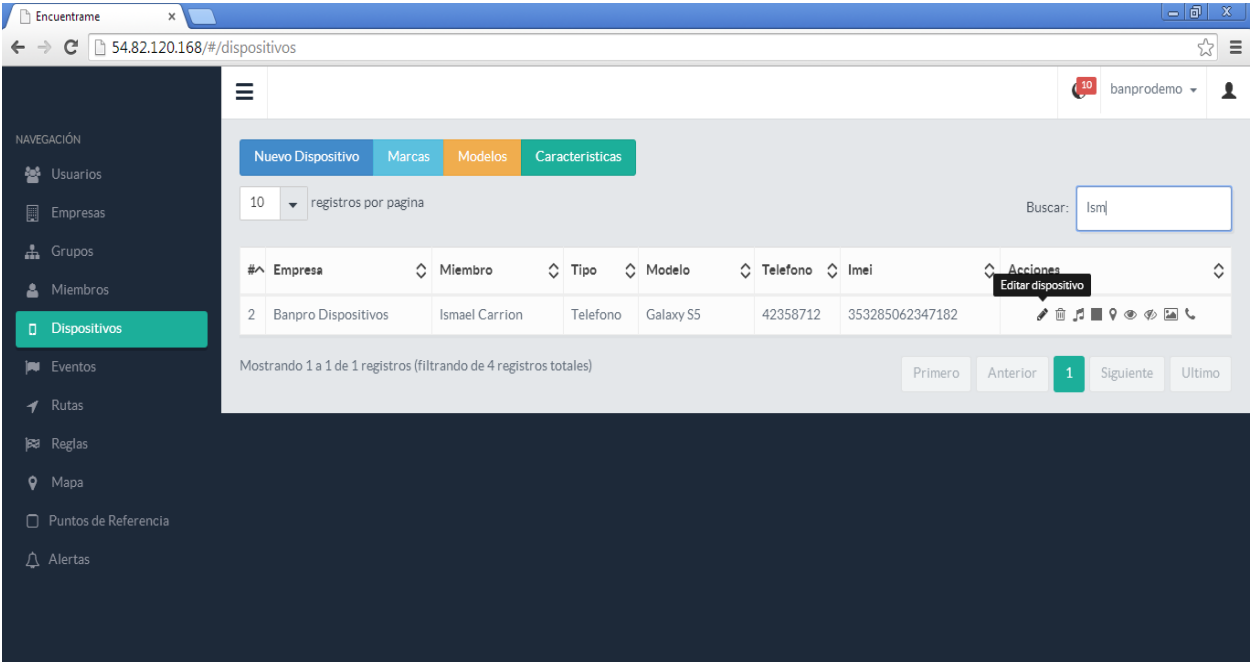 Encuentrame
54.82.120.168/#/dispositivos
10
banprodemo
NAVEGACIÓN
Usuarios
Empresas
Grupos
Miembros
Dispositivos
Eventos
Rutas
Reglas
Mapa
Puntos de Referencia
Alertas
Nuevo Dispositivo Marcas Modelos Caracteristicas
10 registros por pagina
Buscar: Ism
# Empresa Miembro Tipo Modelo Telefono Imei Acciones
Editar dispositivo
2 Banpro Dispositivos Ismael Carrion Telefono Galaxy S5 42358712 353285062347182
Mostrando 1 a 1 de 1 registros (filtrando de 4 registros totales)
Primero Anterior 1 Siguiente Ultimo